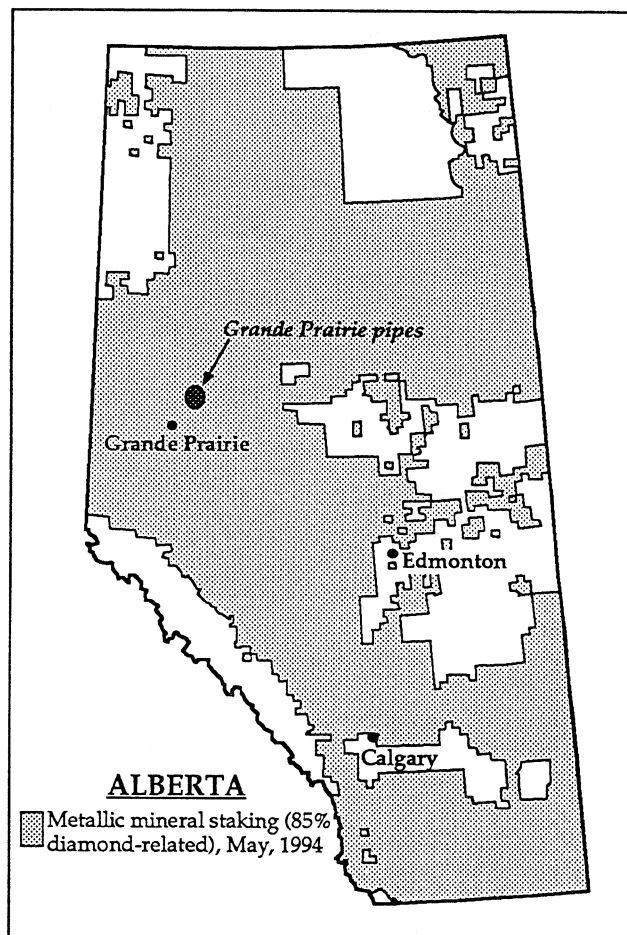 Grande Prairie pipes
Grande Prairie
Edmonton
Calgary
ALBERTA
Metallic mineral staking (85%
diamond-related), May, 1994